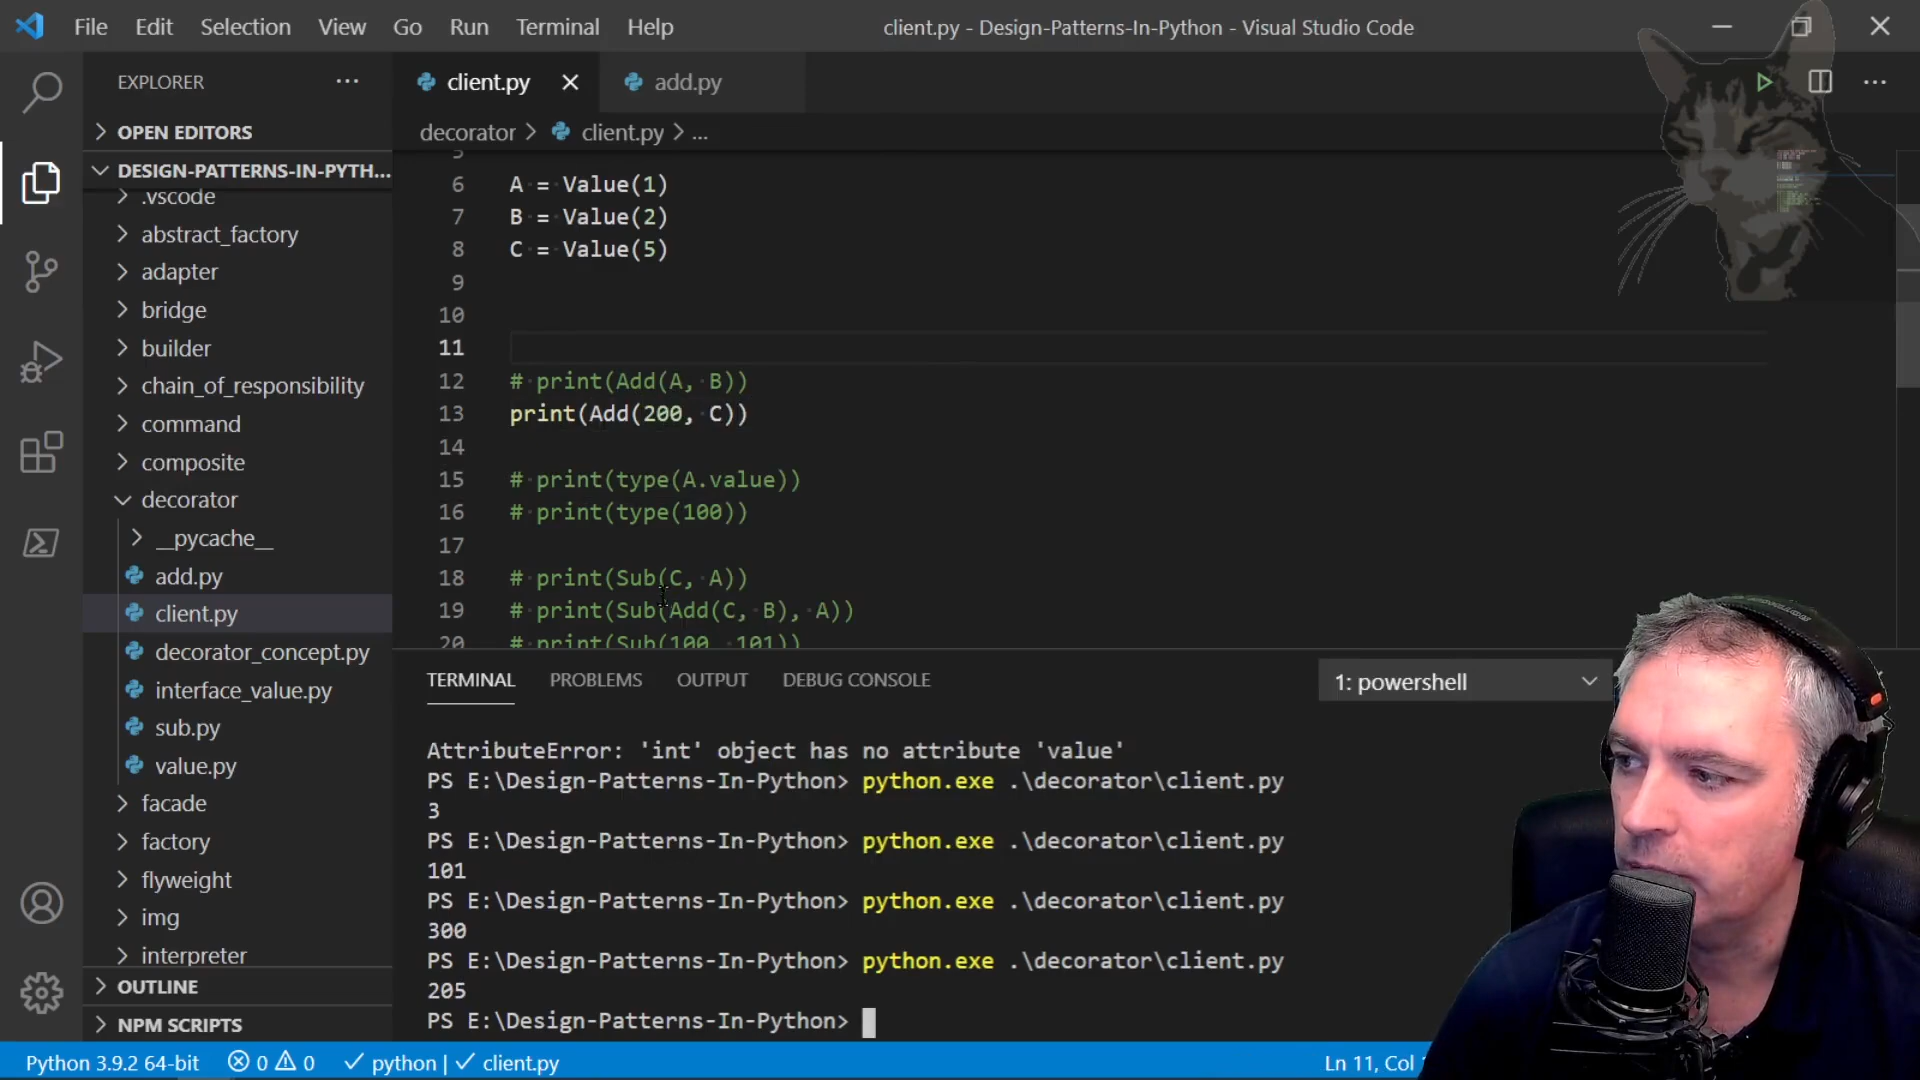 File Edit Selection View Go Run Terminal Help
client.py - Design-Patterns-In-Python - Visual Studio Code
EXPLORER
OPEN EDITORS
DESIGN-PATTERNS-IN-PYTH...
.vscode
abstract_factory
adapter
bridge
builder
chain_of_responsibility
command
composite
decorator
__pycache__
add.py
client.py
decorator_concept.py
interface_value.py
sub.py
value.py
facade
factory
flyweight
img
interpreter
OUTLINE
NPM SCRIPTS
client.py
add.py
decorator > client.py > ...
5
6 A = Value(1)
7 B = Value(2)
8 C = Value(5)
9
10
11
12 # print(Add(A, B))
13 print(Add(200, C))
14
15 # print(type(A.value))
16 # print(type(100))
17
18 # print(Sub(C, A))
19 # print(Sub(Add(C, B), A))
20 # print(Sub(100, 101))
TERMINAL PROBLEMS OUTPUT DEBUG CONSOLE
1: powershell
AttributeError: 'int' object has no attribute 'value'
PS E:\Design-Patterns-In-Python> python.exe .\decorator\client.py
3
PS E:\Design-Patterns-In-Python> python.exe .\decorator\client.py
101
PS E:\Design-Patterns-In-Python> python.exe .\decorator\client.py
300
PS E:\Design-Patterns-In-Python> python.exe .\decorator\client.py
205
PS E:\Design-Patterns-In-Python>
Python 3.9.2 64-bit 0 0 python | client.py
Ln 11, Col